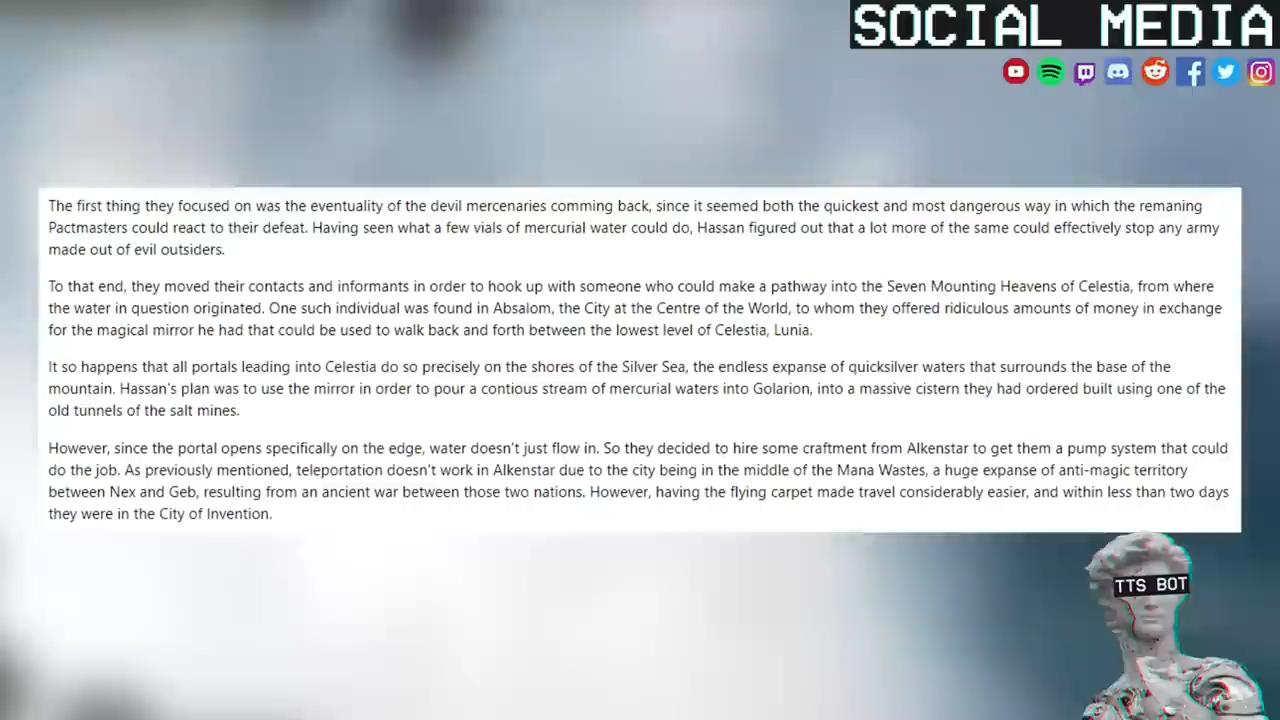 SOCIAL MEDIA
The first thing they focused on was the eventuality of the devil mercenaries comming back, since it seemed both the quickest and most dangerous way in which the remaning
Pactmasters could react to their defeat. Having seen what a few vials of mercurial water could do, Hassan figured out that a lot more of the same could effectively stop any army
made out of evil outsiders.
To that end, they moved their contacts and informants in order to hook up with someone who could make a pathway into the Seven Mounting Heavens of Celestia, from where
the water in question originated. One such individual was found in Absalom, the City at the Centre of the World, to whom they offered ridiculous amounts of money in exchange
for the magical mirror he had that could be used to walk back and forth between the lowest level of Celestia, Lunia.
It so happens that all portals leading into Celestia do so precisely on the shores of the Silver Sea, the endless expanse of quicksilver waters that surrounds the base of the
mountain. Hassan's plan was to use the mirror in order to pour a contious stream of mercurial waters into Golarion, into a massive cistern they had ordered built using one of the
old tunnels of the salt mines.
However, since the portal opens specifically on the edge, water doesn't just flow in. So they decided to hire some craftment from Alkenstar to get them a pump system that could
do the job. As previously mentioned, teleportation doesn't work in Alkenstar due to the city being in the middle of the Mana Wastes, a huge expanse of anti-magic territory
between Nex and Geb, resulting from an ancient war between those two nations. However, having the flying carpet made travel considerably easier, and within less than two days
they were in the City of Invention.
TTS BOT